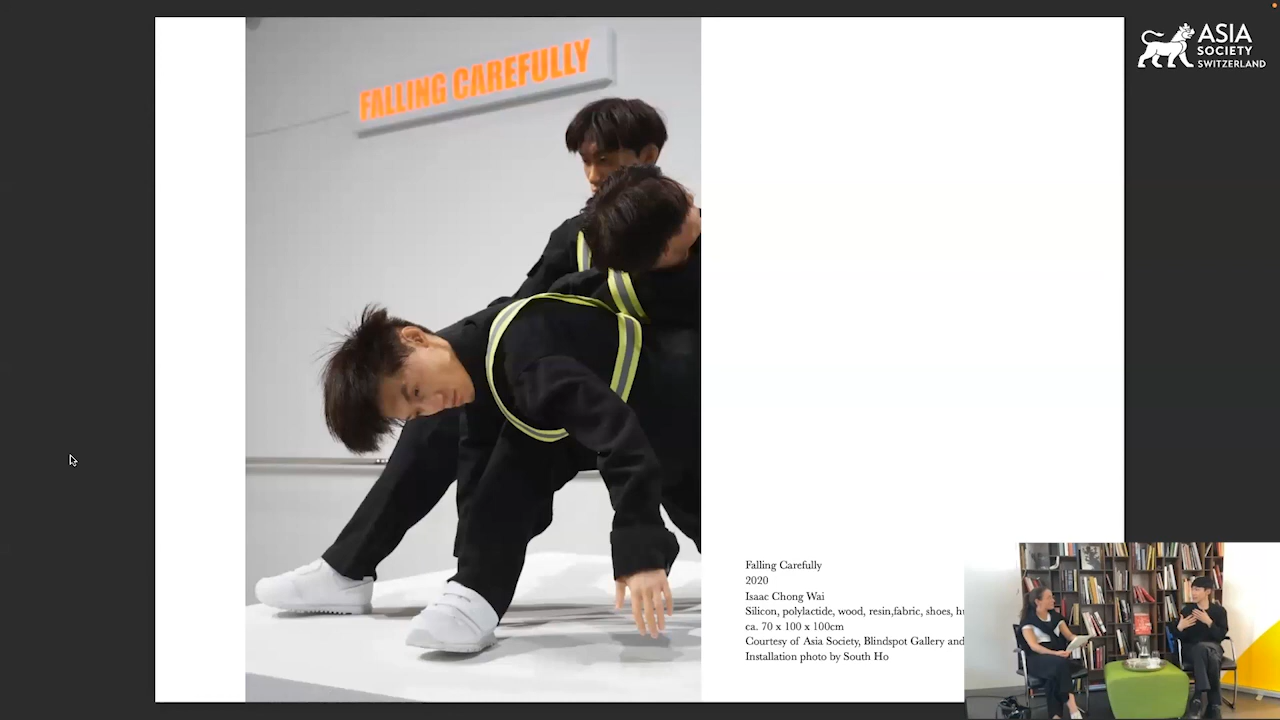 FALLING CAREFULLY
ASIA
SOCIETY
SWITZERLAND
Falling Carefully
2020
Isaac Chong Wai
Silicon, polylactide, wood, resin,fabric, shoes,
ca. 70 x 100 x 100cm
Courtesy of Asia Society, Blindspot Gallery and
Installation photo by South Ho